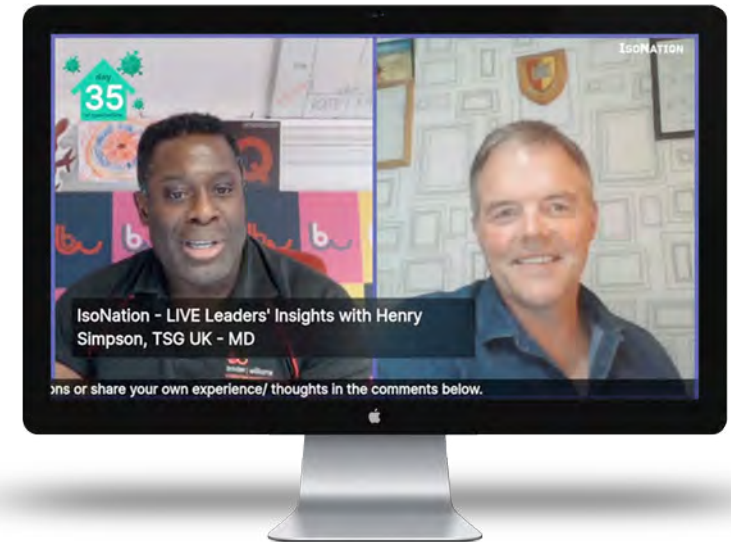 day
35
ISONATION
IsoNation - LIVE Leaders' Insights with Henry
Simpson, TSG UK - MD
ons or share your own experience/ thoughts in the comments below.